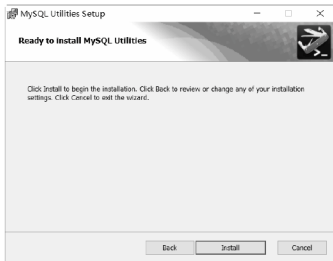 MySQL Utilities Setup
Ready to install MySQL Utilities
Click Install to begin the installation. Click Back to review or change any of your installation
settings. Click Cancel to exit the wizard.
Back Install Cancel